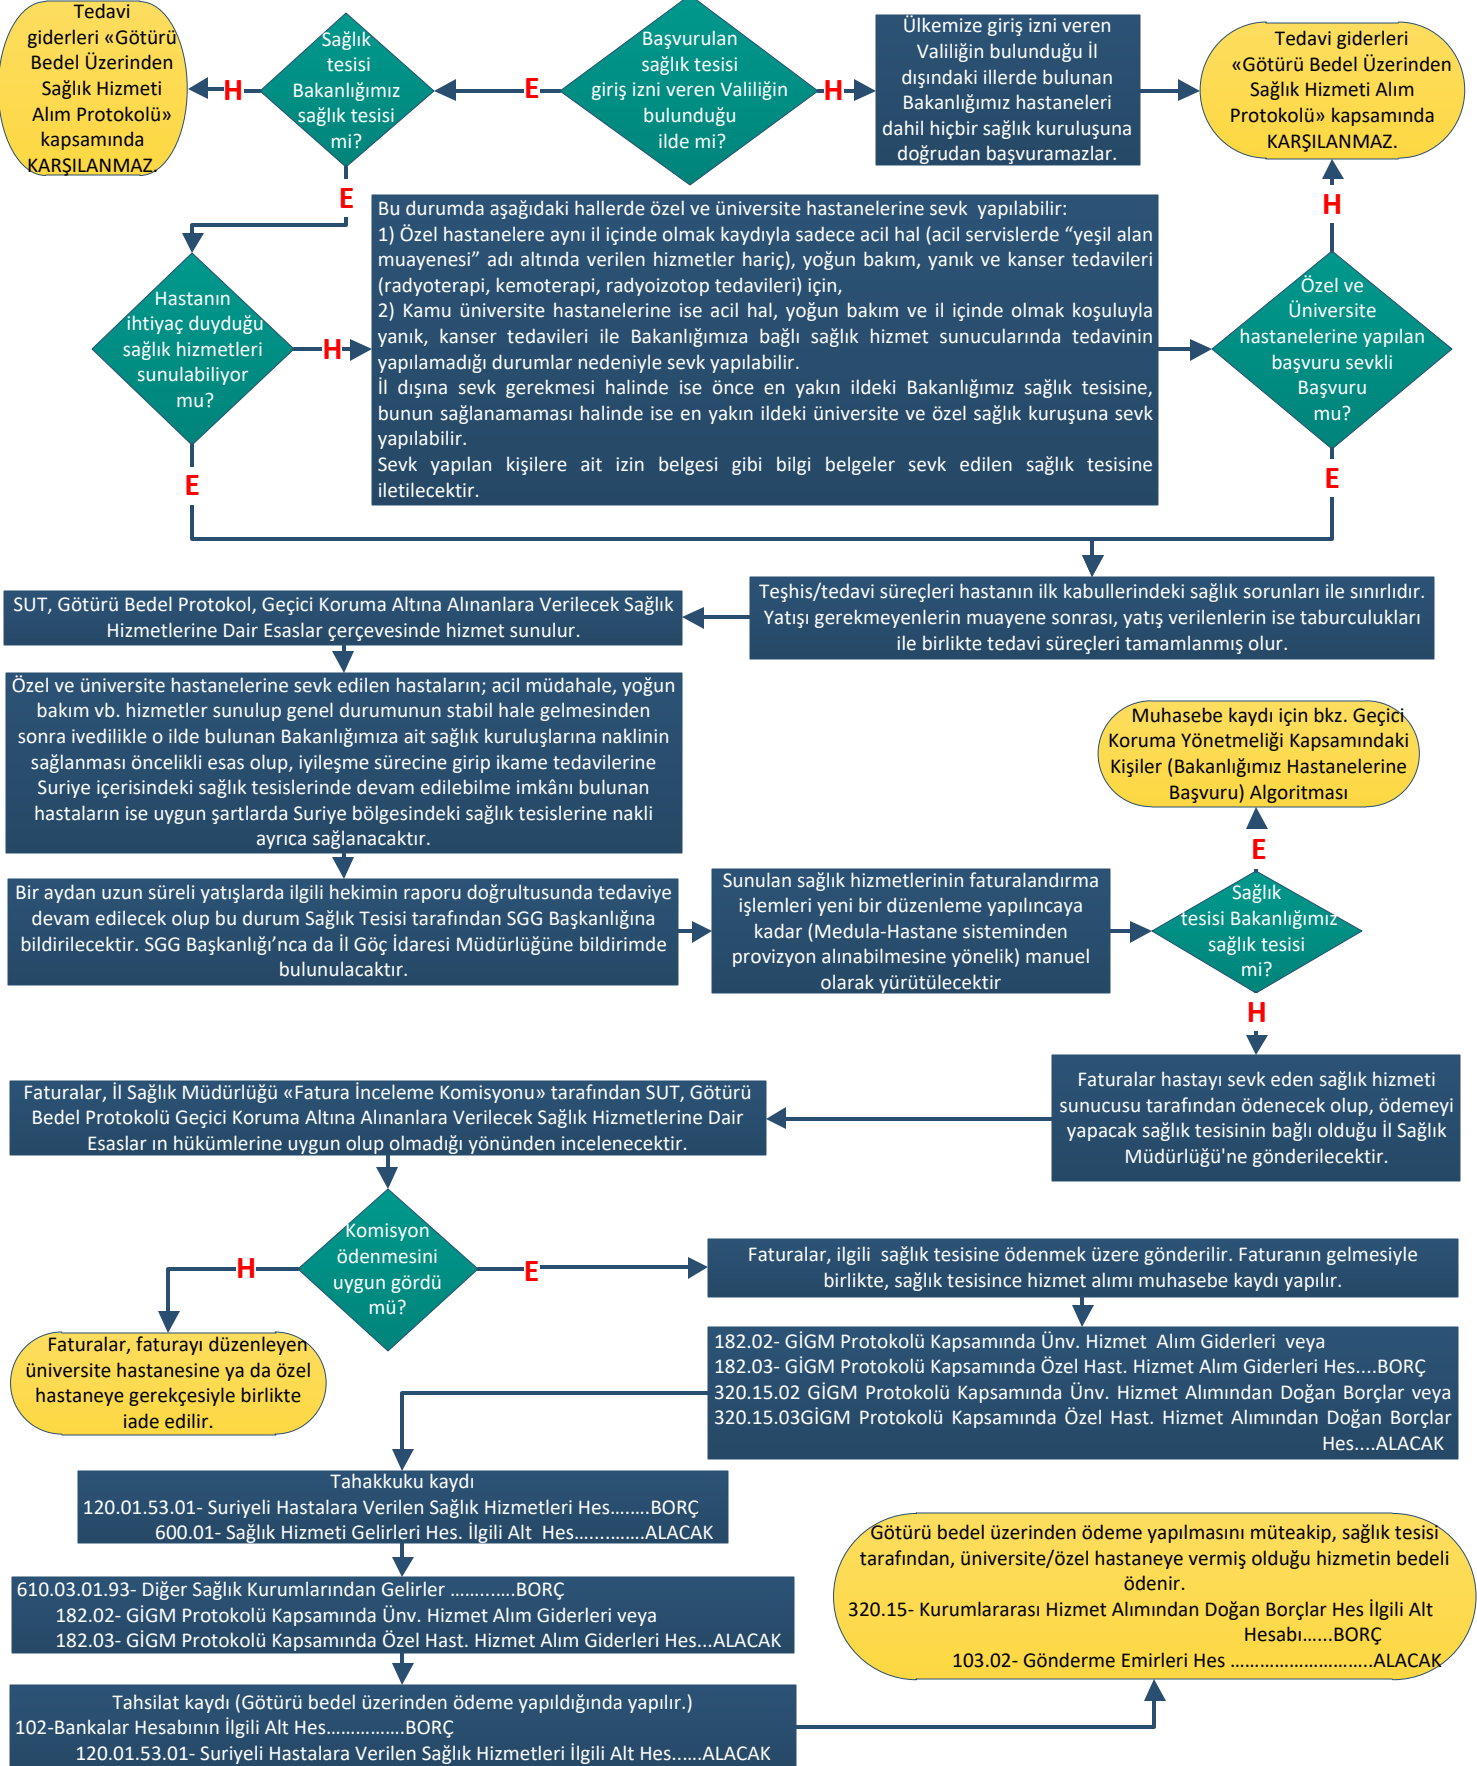 Tedavi
giderleri «Götürü
Bedel Üzerinden
Sağlık Hizmeti
Alım Protokolü»
kapsamında
KARŞILANMAZ.
H
Sağlık
tesisi
Bakanlığımız
sağlık tesisi
mi?
E
Başvurulan
sağlık tesisi
giriş izni veren Valiliğin
bulunduğu
ilde mi?
H
Ülkemize giriş izni veren
Valiliğin bulunduğu İl
dışındaki illerde bulunan
Bakanlığımız hastaneleri
dahil hiçbir sağlık kuruluşuna
doğrudan başvuramazlar.
Tedavi giderleri
«Götürü Bedel Üzerinden
Sağlık Hizmeti Alım
Protokolü» kapsamında
KARŞILANMAZ.
E
H
Hastanın
ihtiyaç duyduğu
sağlık hizmetleri
sunulabiliyor
mu?
H
Bu durumda aşağıdaki hallerde özel ve üniversite hastanelerine sevk yapılabilir:
1) Özel hastanelere aynı il içinde olmak kaydıyla sadece acil hal (acil servislerde “yeşil alan
muayenesi” adı altında verilen hizmetler hariç), yoğun bakım, yanık ve kanser tedavileri
(radyoterapi, kemoterapi, radyoizotop tedavileri) için,
2) Kamu üniversite hastanelerine ise acil hal, yoğun bakım ve il içinde olmak koşuluyla
yanık, kanser tedavileri ile Bakanlığımıza bağlı sağlık hizmet sunucularında tedavinin
yapılamadığı durumlar nedeniyle sevk yapılabilir.
İl dışına sevk gerekmesi halinde ise önce en yakın ildeki Bakanlığımız sağlık tesisine,
bunun sağlanamaması halinde ise en yakın ildeki üniversite ve özel sağlık kuruşuna sevk
yapılabilir.
Sevk yapılan kişilere ait izin belgesi gibi bilgi belgeler sevk edilen sağlık tesisine
iletilecektir.
Özel ve
Üniversite
hastanelerine yapılan
başvuru sevkli
Başvuru
mu?
E
E
Teşhis/tedavi süreçleri hastanın ilk kabullerindeki sağlık sorunları ile sınırlıdır.
Yatışı gerekmeyenlerin muayene sonrası, yatış verilenlerin ise taburculukları
ile birlikte tedavi süreçleri tamamlanmış olur.
SUT, Götürü Bedel Protokol, Geçici Koruma Altına Alınanlara Verilecek Sağlık
Hizmetlerine Dair Esaslar çerçevesinde hizmet sunulur.
Özel ve üniversite hastanelerine sevk edilen hastaların; acil müdahale, yoğun
bakım vb. hizmetler sunulup genel durumunun stabil hale gelmesinden
sonra ivedilikle o ilde bulunan Bakanlığımıza ait sağlık kuruluşlarına naklinin
sağlanması öncelikli esas olup, iyileşme sürecine girip ikame tedavilerine
Suriye içerisindeki sağlık tesislerinde devam edilebilme imkânı bulunan
hastaların ise uygun şartlarda Suriye bölgesindeki sağlık tesislerine nakli
ayrıca sağlanacaktır.
Muhasebe kaydı için bkz. Geçici
Koruma Yönetmeliği Kapsamındaki
Kişiler (Bakanlığımız Hastanelerine
Başvuru) Algoritması
E
Bir aydan uzun süreli yatışlarda ilgili hekimin raporu doğrultusunda tedaviye
devam edilecek olup bu durum Sağlık Tesisi tarafından SGG Başkanlığına
bildirilecektir. SGG Başkanlığı’nca da İl Göç İdaresi Müdürlüğüne bildirimde
bulunulacaktır.
Sunulan sağlık hizmetlerinin faturalandırma
işlemleri yeni bir düzenleme yapılıncaya
kadar (Medula-Hastane sisteminden
provizyon alınabilmesine yönelik) manuel
olarak yürütülecektir
Sağlık
tesisi Bakanlığımız
sağlık tesisi
mi?
H
Faturalar hastayı sevk eden sağlık hizmeti
sunucusu tarafından ödenecek olup, ödemeyi
yapacak sağlık tesisinin bağlı olduğu İl Sağlık
Müdürlüğü'ne gönderilecektir.
Faturalar, İl Sağlık Müdürlüğü «Fatura İnceleme Komisyonu» tarafından SUT, Götürü
Bedel Protokolü Geçici Koruma Altına Alınanlara Verilecek Sağlık Hizmetlerine Dair
Esaslar ın hükümlerine uygun olup olmadığı yönünden incelenecektir.
Komisyon
ödenmesini
uygun gördü
mü?
H
E
Faturalar, ilgili sağlık tesisine ödenmek üzere gönderilir. Faturanın gelmesiyle
birlikte, sağlık tesisince hizmet alımı muhasebe kaydı yapılır.
Faturalar, faturayı düzenleyen
üniversite hastanesine ya da özel
hastaneye gerekçesiyle birlikte
iade edilir.
182.02- GİGM Protokolü Kapsamında Ünv. Hizmet Alım Giderleri veya
182.03- GİGM Protokolü Kapsamında Özel Hast. Hizmet Alım Giderleri Hes....BORÇ
320.15.02 GİGM Protokolü Kapsamında Ünv. Hizmet Alımından Doğan Borçlar veya
320.15.03GİGM Protokolü Kapsamında Özel Hast. Hizmet Alımından Doğan Borçlar
Hes....ALACAK
Tahakkuku kaydı
120.01.53.01- Suriyeli Hastalara Verilen Sağlık Hizmetleri Hes........BORÇ
600.01- Sağlık Hizmeti Gelirleri Hes. İlgili Alt Hes..............ALACAK
610.03.01.93- Diğer Sağlık Kurumlarından Gelirler .............BORÇ
182.02- GİGM Protokolü Kapsamında Ünv. Hizmet Alım Giderleri veya
182.03- GİGM Protokolü Kapsamında Özel Hast. Hizmet Alım Giderleri Hes...ALACAK
Tahsilat kaydı (Götürü bedel üzerinden ödeme yapıldığında yapılır.)
102-Bankalar Hesabının İlgili Alt Hes................BORÇ
120.01.53.01- Suriyeli Hastalara Verilen Sağlık Hizmetleri İlgili Alt Hes......ALACAK
Götürü bedel üzerinden ödeme yapılmasını müteakip, sağlık tesisi
tarafından, üniversite/özel hastaneye vermiş olduğu hizmetin bedeli
ödenir.
320.15- Kurumlararası Hizmet Alımından Doğan Borçlar Hes İlgili Alt
Hesabı......BORÇ
103.02- Gönderme Emirleri Hes .............................ALACAK